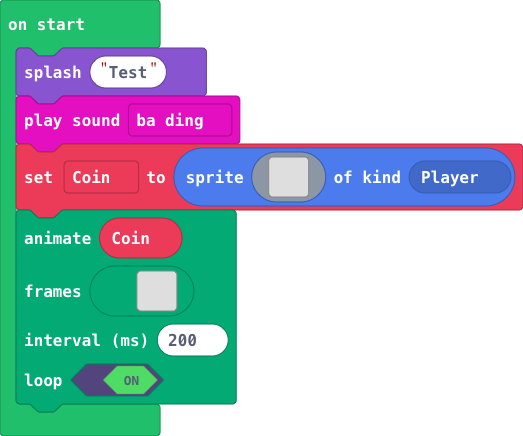 on start
splash "Test"
play sound ba ding
set Coin to sprite of kind Player
animate Coin
frames
interval (ms) 200
loop ON